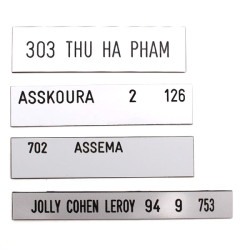 303 THU HA PHAM
ASSKOURA 2 126
702 ASSEMA
JOLLY COHEN LEROY 94 9 753